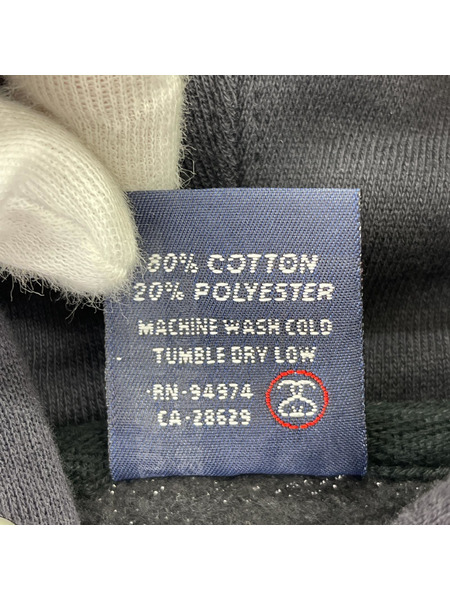 80% COTTON
20% POLYESTER
MACHINE WASH COLD
TUMBLE DRY LOW
·RN-94974
CA-28629